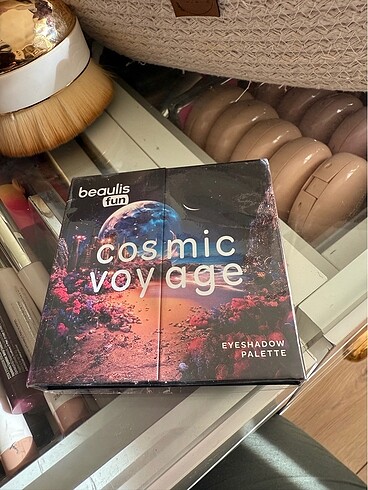 beaulis
fun
cosmic
voyage
EYESHADOW
PALETTE